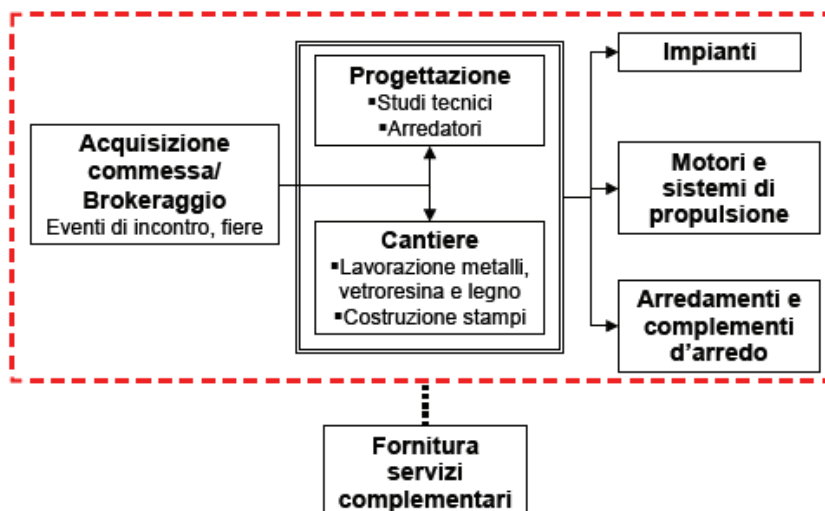 Acquisizione
commessa/
Brokeraggio
Eventi di incontro, fiere
Progettazione
▪Studi tecnici
▪Arredatori
Cantiere
▪Lavorazione metalli,
vetroresina e legno
▪Costruzione stampi
Impianti
Motori e
sistemi di
propulsione
Arredamenti e
complementi
d'arredo
Fornitura
servizi
complementari